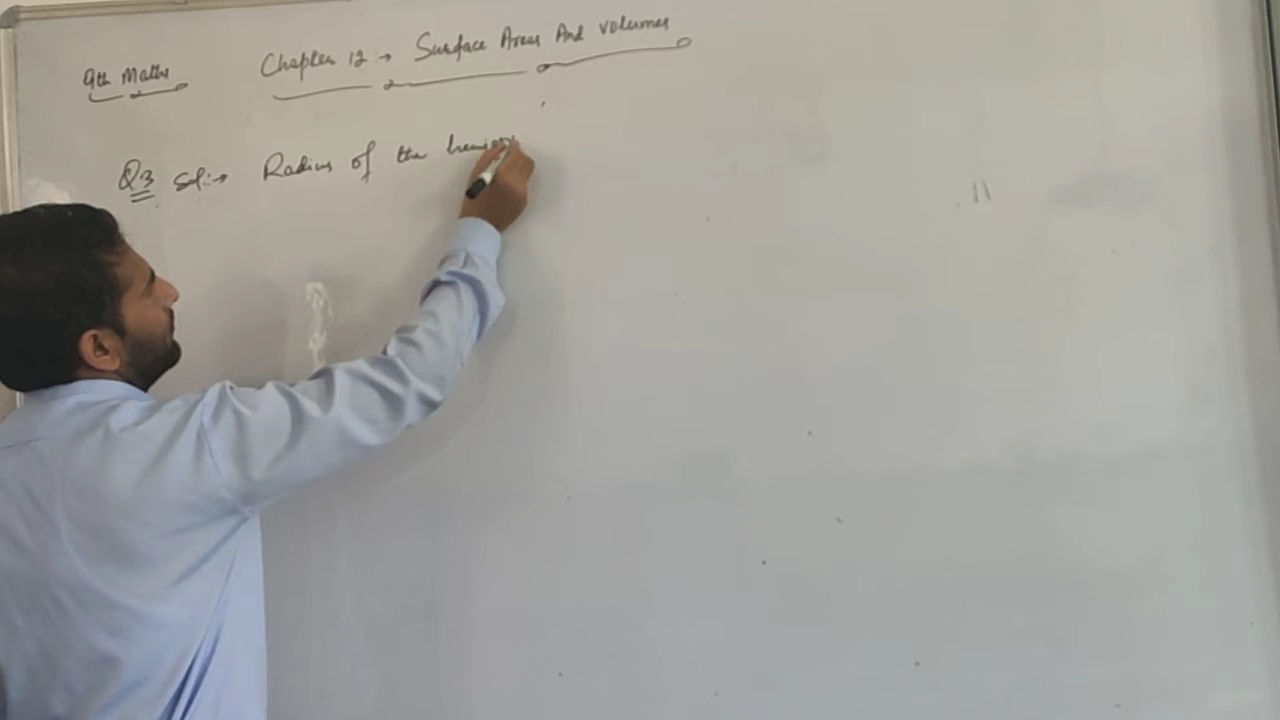 9th Maths Chapter 12:→ Surface Areas And Volumes
Q3 Sol:→ Radius of the